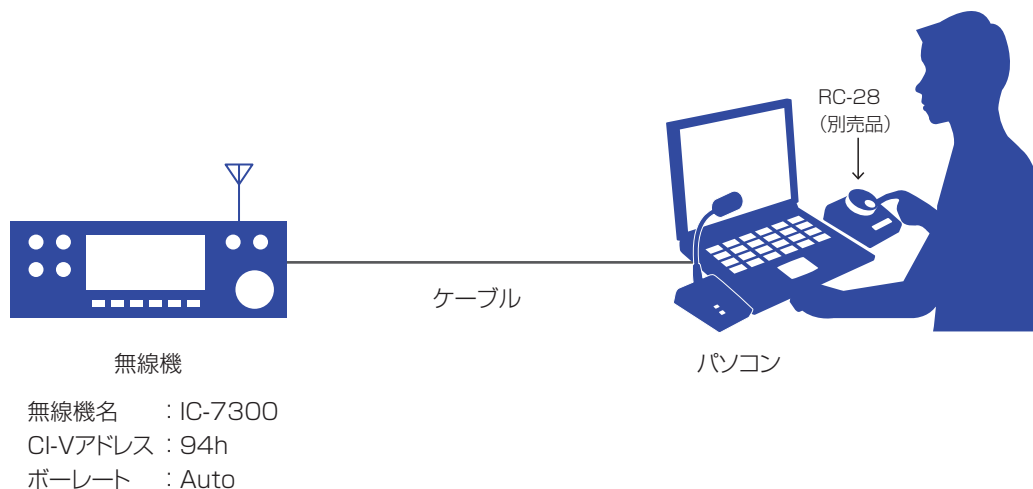 RC-28
（別売品）
ケーブル
無線機
パソコン
無線機名　：IC-7300
CI-Vアドレス：94h
ボーレート　：Auto